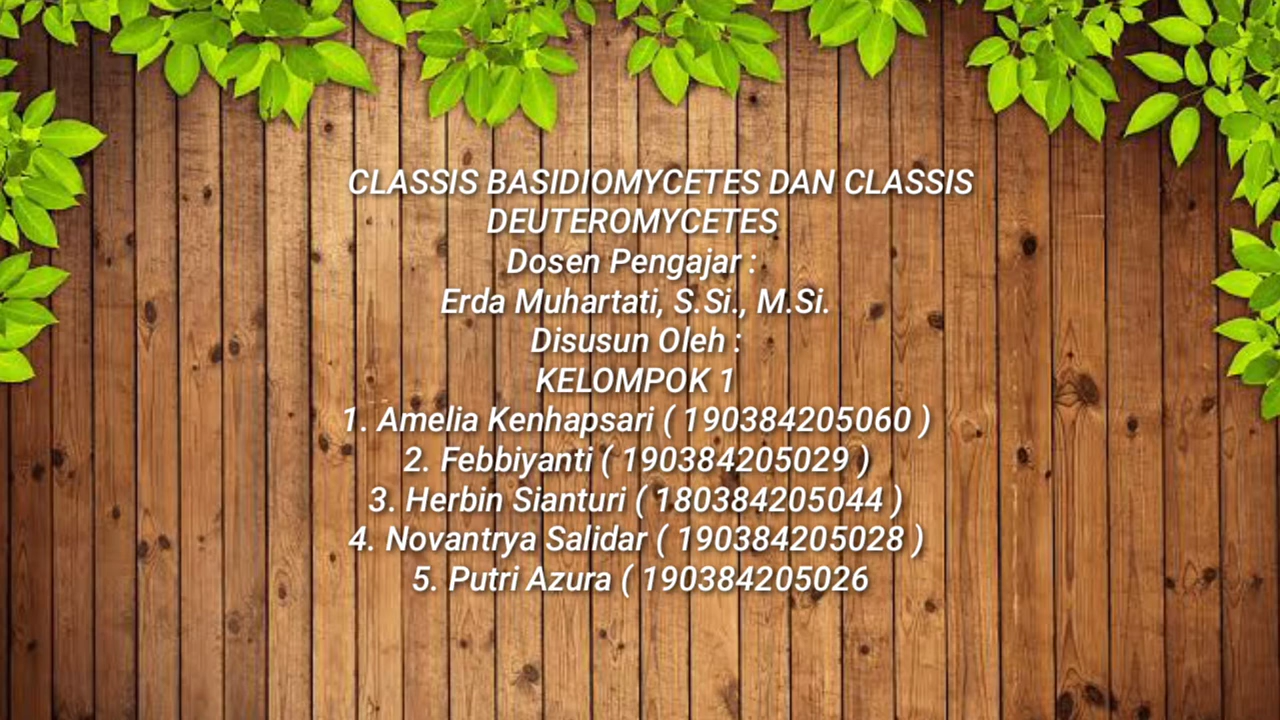 CLASSIS BASIDIOMYCETES DAN CLASSIS
DEUTEROMYCETES
Dosen Pengajar :
Erda Muhartati, S.Si., M.Si.
Disusun Oleh :
KELOMPOK 1
1. Amelia Kenhapsari ( 190384205060 )
2. Febbiyanti ( 190384205029 )
3. Herbin Sianturi ( 180384205044 )
4. Novantrya Salidar ( 190384205028 )
5. Putri Azura ( 190384205026